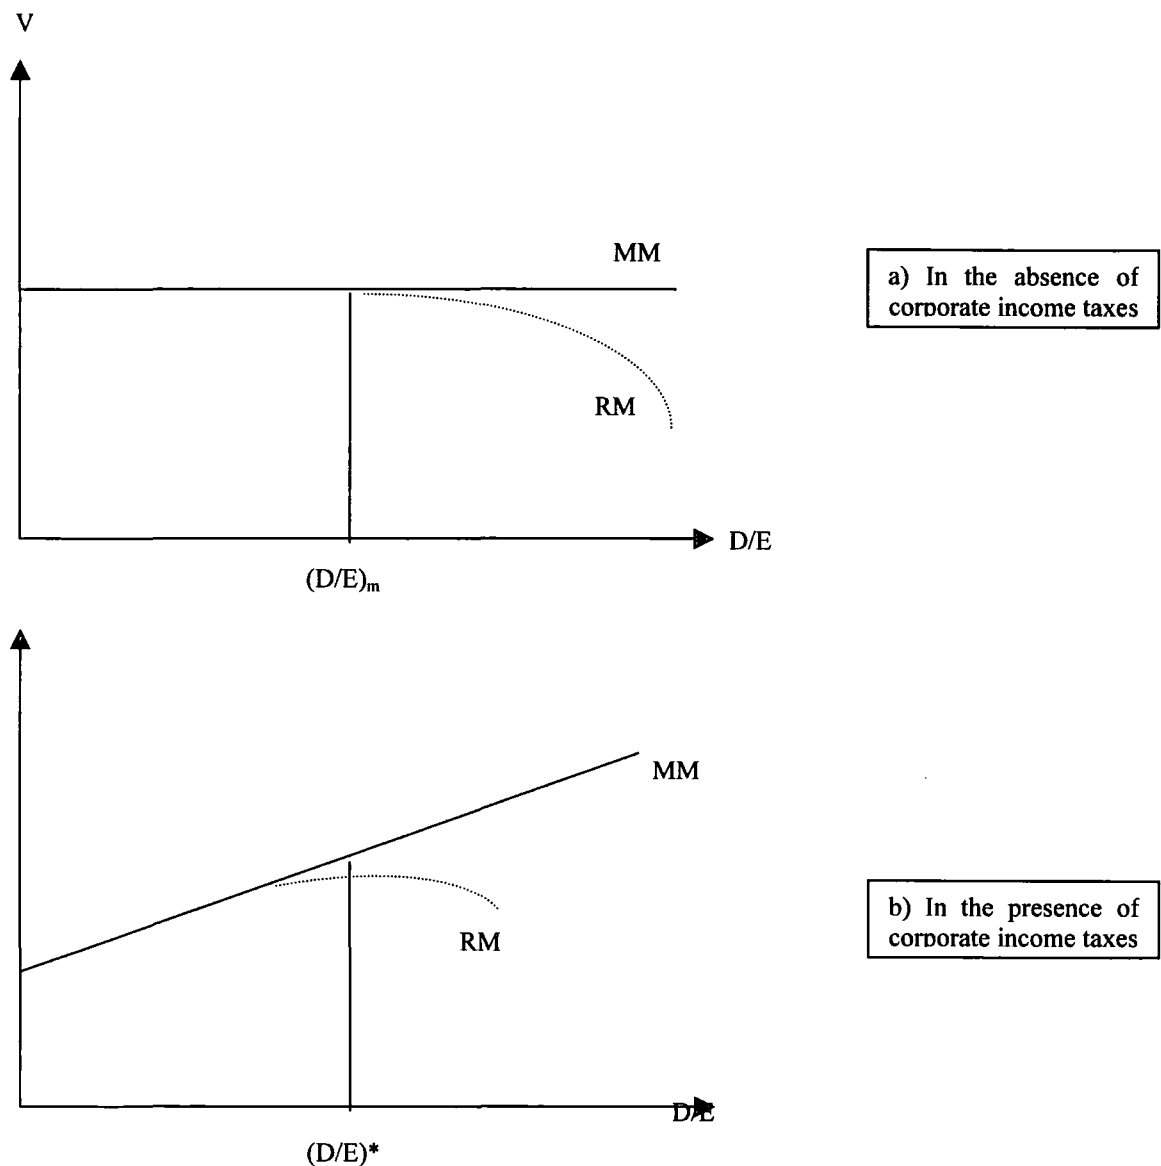 V
MM
a) In the absence of
corporate income taxes
RM
D/E
(D/E)m
MM
b) In the presence of
corporate income taxes
RM
D/E
(D/E)*